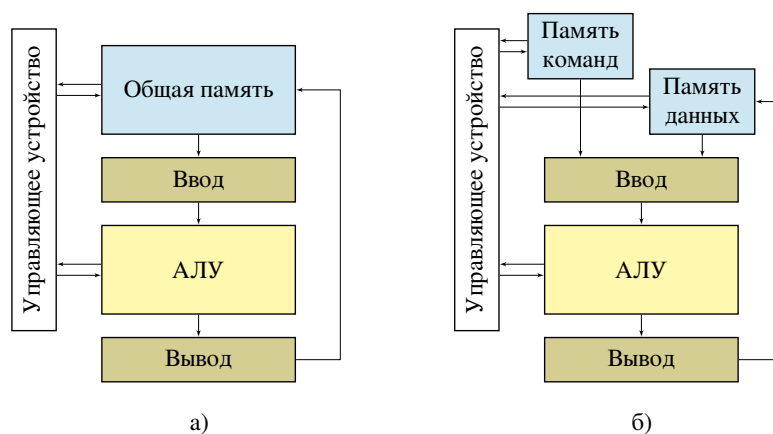 Управляющее устройство
Общая память
Ввод
АЛУ
Вывод
а)
Управляющее устройство
Память
команд
Память
данных
Ввод
АЛУ
Вывод
б)